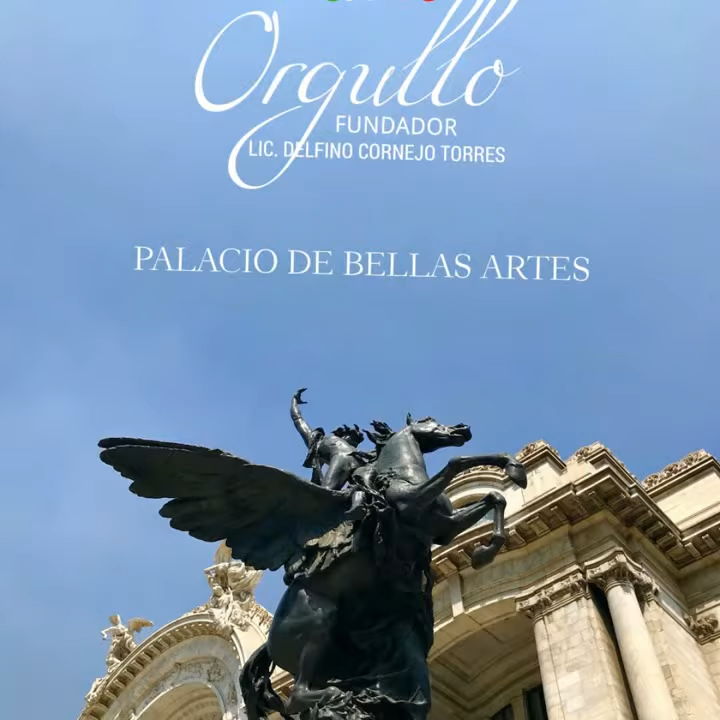 Orgullo
FUNDADOR
LIC. DELFINO CORNEJO TORRES
PALACIO DE BELLAS ARTES